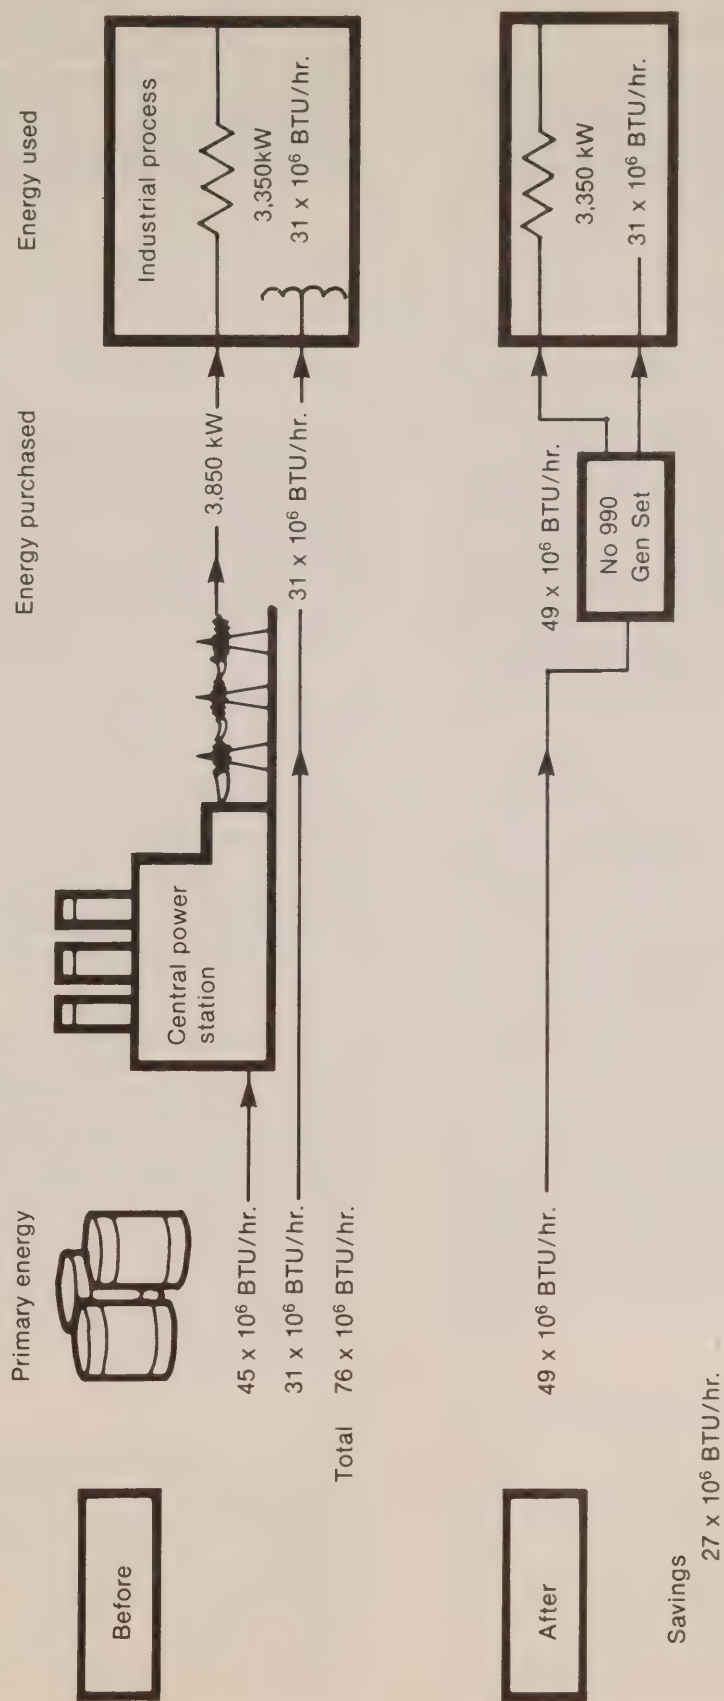 Primary energy
Energy purchased
Energy used
Before
Central power
station
Industrial process
45 x 10⁶ BTU/hr.
3,850 kW
3,350kW
31 x 10⁶ BTU/hr.
31 x 10⁶ BTU/hr.
31 x 10⁶ BTU/hr.
Total 76 x 10⁶ BTU/hr.
After
49 x 10⁶ BTU/hr.
49 x 10⁶ BTU/hr.
No 990
Gen Set
3,350 kW
31 x 10⁶ BTU/hr.
Savings
27 x 10⁶ BTU/hr.